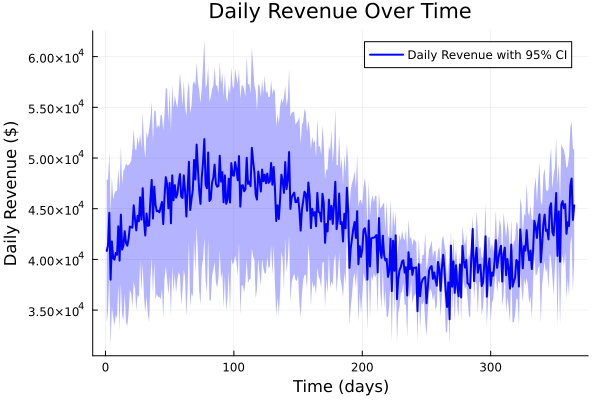 Daily Revenue Over Time
Daily Revenue with 95% CI
Daily Revenue ($)
6.00×10⁴
5.50×10⁴
5.00×10⁴
4.50×10⁴
4.00×10⁴
3.50×10⁴
0 100 200 300
Time (days)